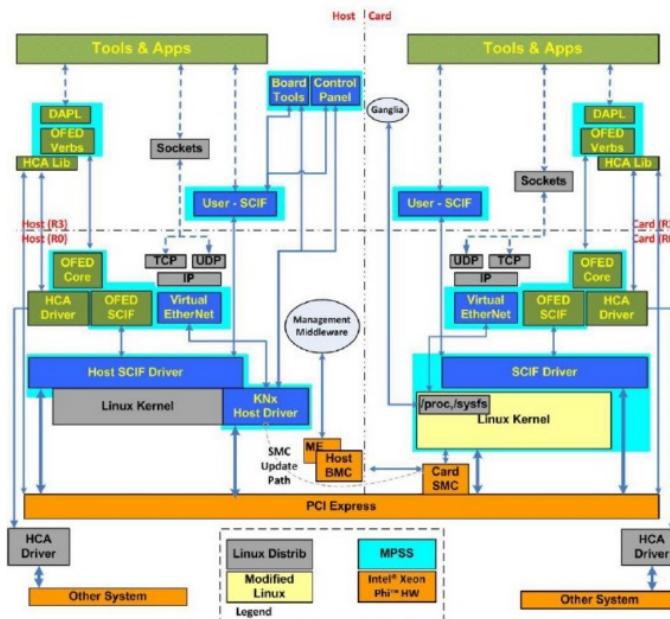 Host
Card
Tools & Apps
Tools & Apps
Board
Tools
Control
Panel
Ganglia
DAPL
OFED
Verbs
HCA Lib
Sockets
User - SCIF
DAPL
OFED
Verbs
HCA Lib
Sockets
User - SCIF
Host (R3)
Host (R0)
TCP
UDP
IP
OFED
Core
HCA
Driver
OFED
SCIF
Virtual
EtherNet
UDP
TCP
IP
OFED
Core
Virtual
EtherNet
OFED
SCIF
HCA
Driver
Management
Middleware
Host SCIF Driver
Linux Kernel
KNx
Host Driver
SCIF Driver
/proc,/sysfs
Linux Kernel
SMC
Update
Path
ME
Host
BMC
Card
SMC
PCI Express
HCA
Driver
Other System
Linux Distrib
MPSS
Modified
Linux
Intel® Xeon
Phi™ HW
Legend
HCA
Driver
Other System